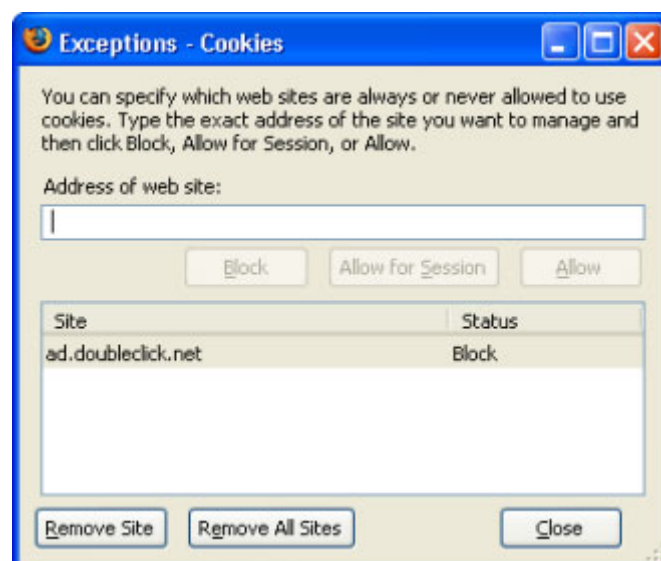 Exceptions - Cookies
You can specify which web sites are always or never allowed to use
cookies. Type the exact address of the site you want to manage and
then click Block, Allow for Session, or Allow.
Address of web site:
Block Allow for Session Allow
Site Status
ad.doubleclick.net Block
Remove Site Remove All Sites Close